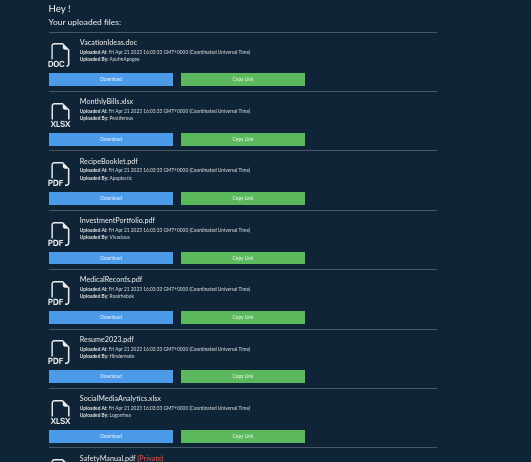 Hey !
Your uploaded files:
VacationIdeas.doc
Uploaded At: Fri Apr 21 2023 16:03:33 GMT+0000 (Coordinated Universal Time)
Uploaded By: AyufmApogee
DOC
Download Copy Link
MonthlyBills.xlsx
Uploaded At: Fri Apr 21 2023 16:03:33 GMT+0000 (Coordinated Universal Time)
Uploaded By: Pestiferous
XLSX
Download Copy Link
RecipeBooklet.pdf
Uploaded At: Fri Apr 21 2023 16:03:33 GMT+0000 (Coordinated Universal Time)
Uploaded By: Apoplectic
PDF
Download Copy Link
InvestmentPortfolio.pdf
Uploaded At: Fri Apr 21 2023 16:03:33 GMT+0000 (Coordinated Universal Time)
Uploaded By: Vivacious
PDF
Download Copy Link
MedicalRecords.pdf
Uploaded At: Fri Apr 21 2023 16:03:33 GMT+0000 (Coordinated Universal Time)
Uploaded By:
PDF
Download Copy Link
Resume2023.pdf
Uploaded At: Fri Apr 21 2023 16:03:33 GMT+0000 (Coordinated Universal Time)
Uploaded By: Hindermate
PDF
Download Copy Link
SocialMediaAnalytics.xlsx
Uploaded At: Fri Apr 21 2023 16:03:33 GMT+0000 (Coordinated Universal Time)
Uploaded By: Logorrhea
XLSX
Download Copy Link
SafetyManual.pdf (Private)